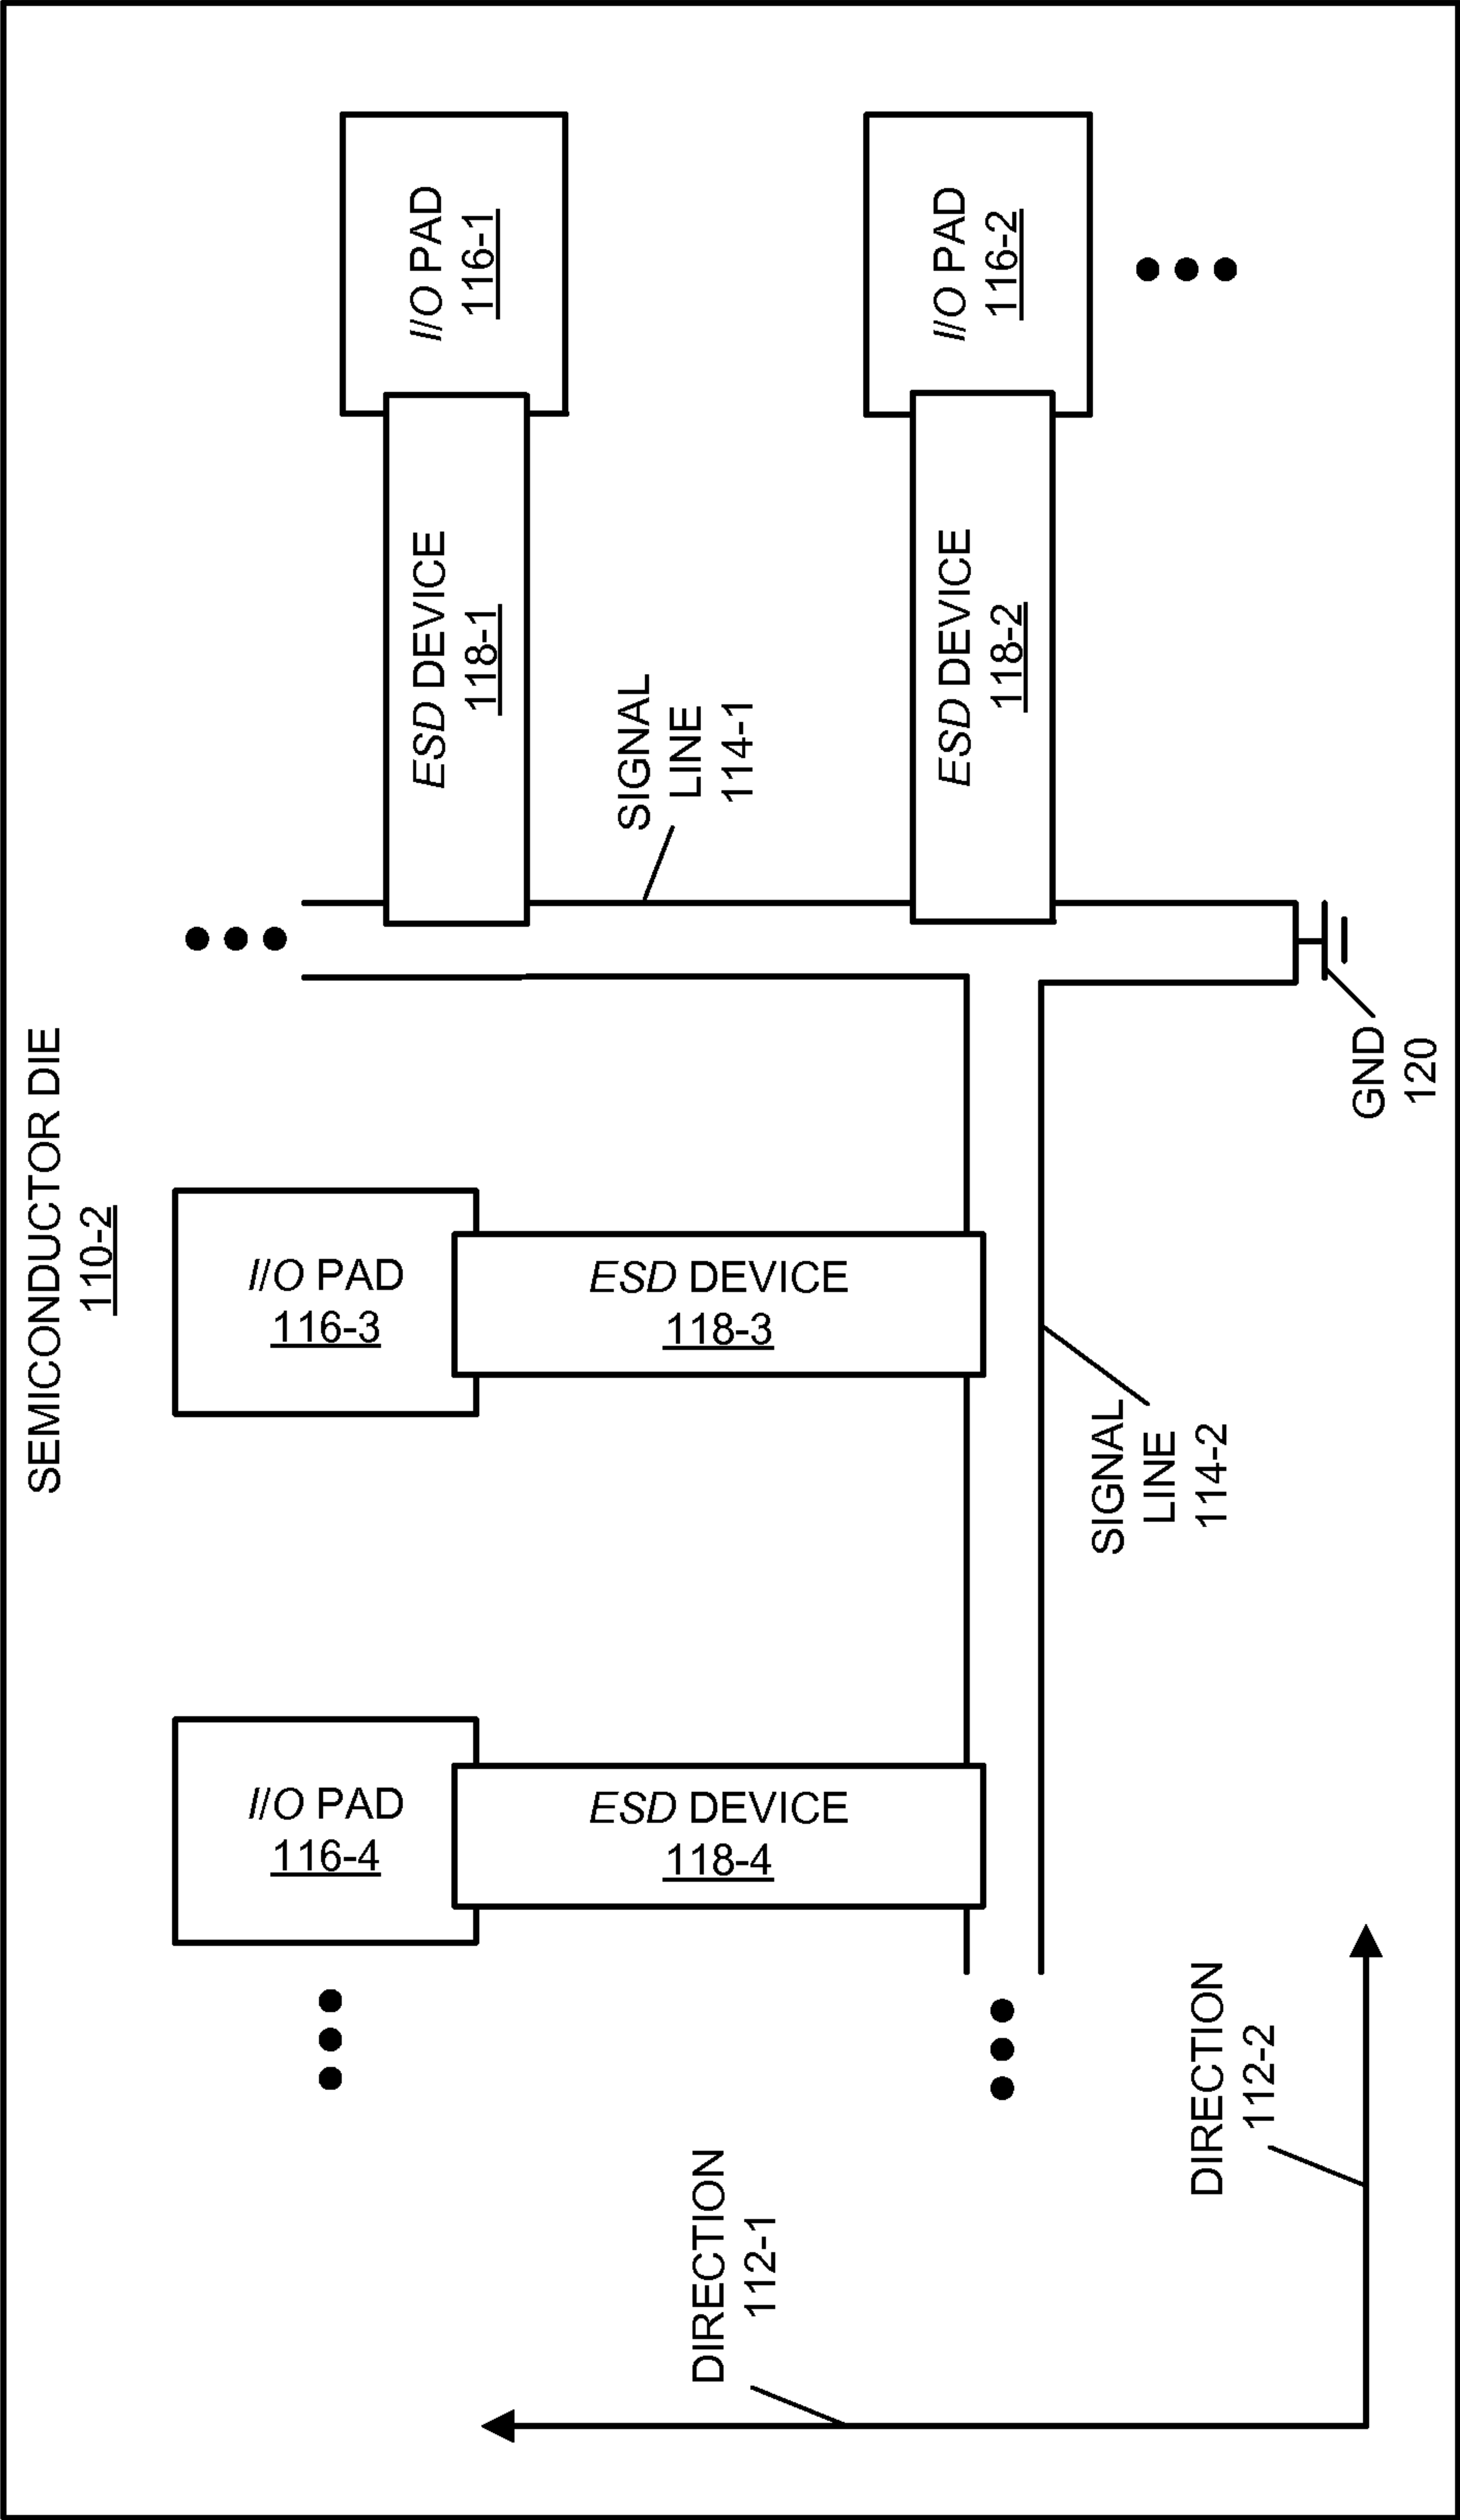 SEMICONDUCTOR DIE
110-2
I/O PAD
116-4
I/O PAD
116-3
I/O PAD
116-1
ESD DEVICE
118-1
ESD DEVICE
118-4
ESD DEVICE
118-3
SIGNAL
LINE
114-1
I/O PAD
116-2
ESD DEVICE
118-2
DIRECTION
112-1
SIGNAL
LINE
114-2
DIRECTION
112-2
GND
120